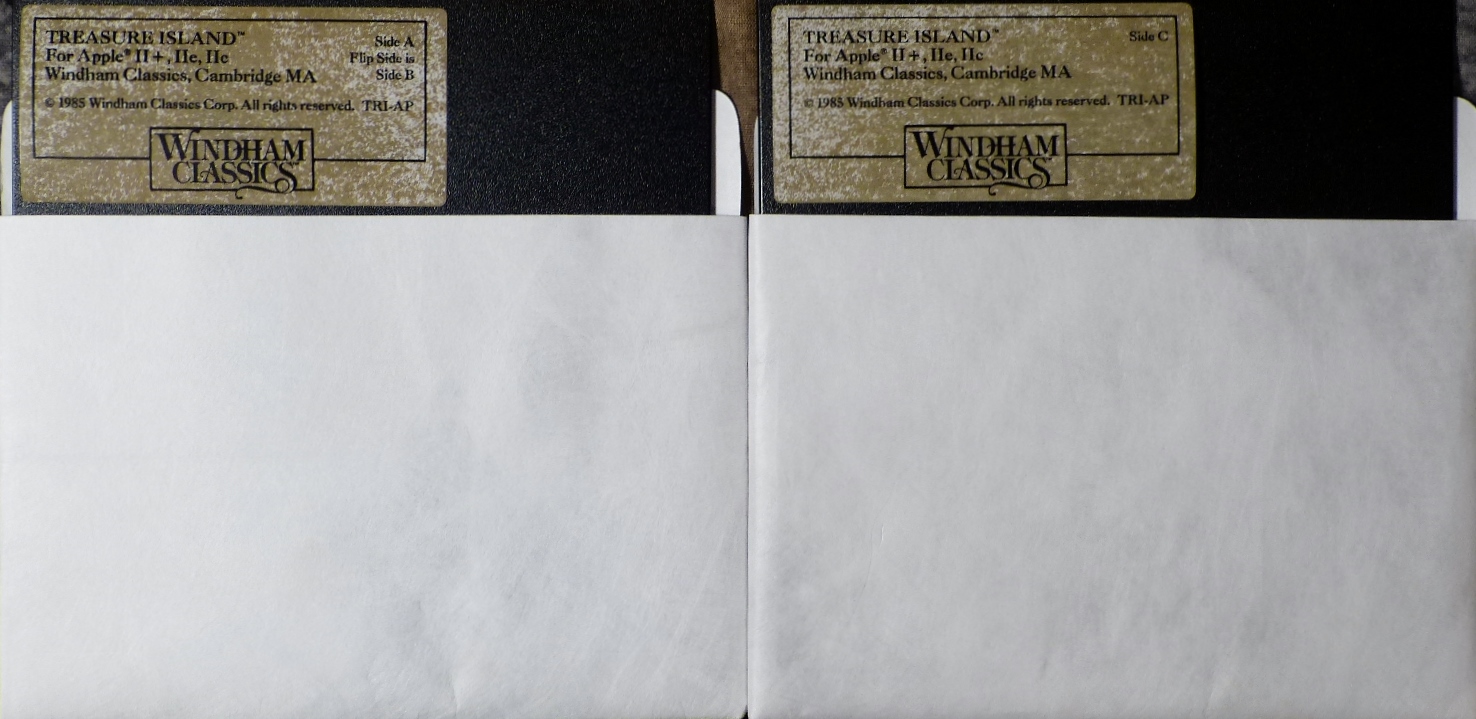 TREASURE ISLAND™
For Apple® II+, IIe, IIc
Windham Classics, Cambridge MA
Side A
Flip Side is
Side B
© 1985 Windham Classics Corp. All rights reserved. TRI-AP
WINDHAM
CLASSICS
TREASURE ISLAND™
For Apple® II+, IIe, IIc
Windham Classics, Cambridge MA
Side C
© 1985 Windham Classics Corp. All rights reserved. TRI-AP
WINDHAM
CLASSICS